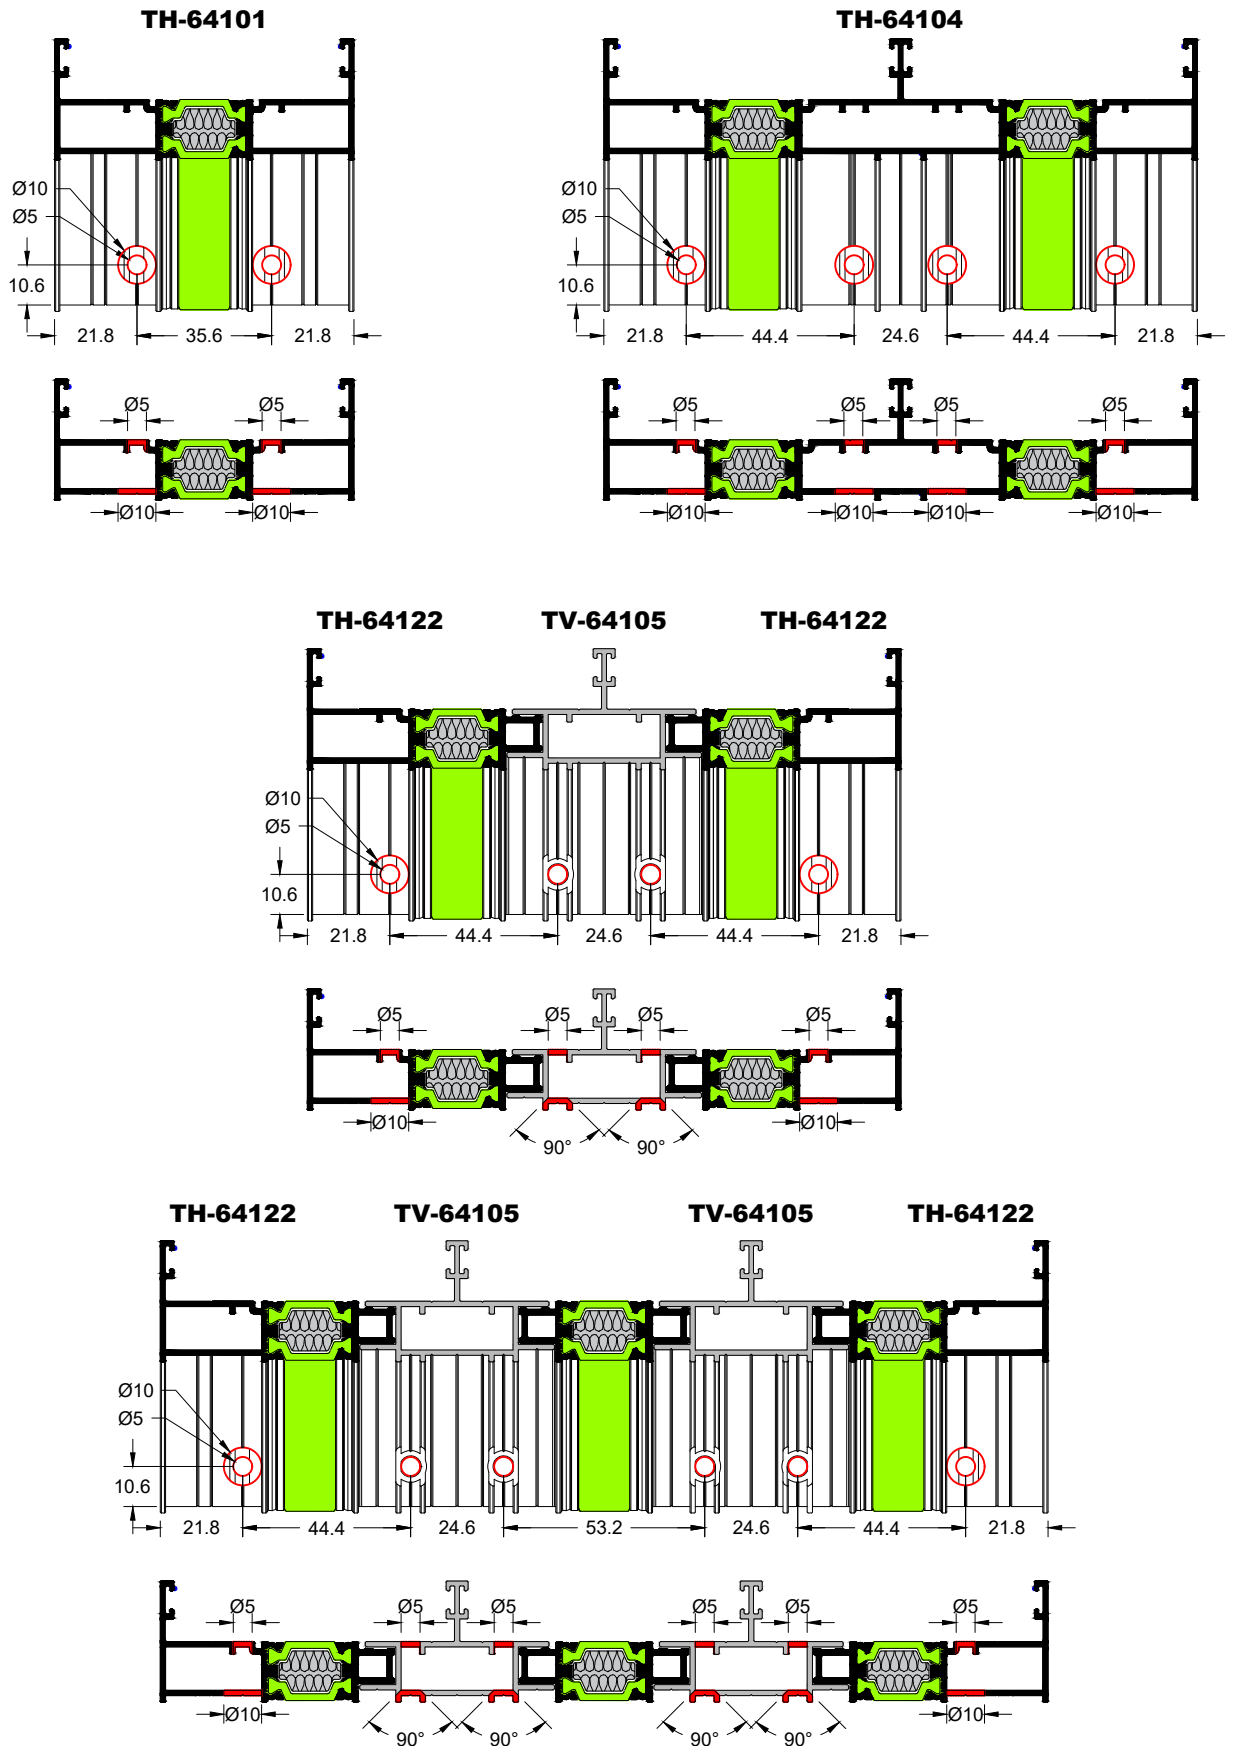 TH-64101 TH-64104
Ø10 Ø10
Ø5 Ø5
10.6 10.6
21.8 35.6 21.8 21.8 44.4 24.6 44.4 21.8
Ø5 Ø5 Ø5 Ø5 Ø5 Ø5
Ø10 Ø10 Ø10 Ø10 Ø10 Ø10
TH-64122 TV-64105 TH-64122
Ø10
Ø5
10.6
21.8 44.4 24.6 44.4 21.8
Ø5 Ø5 Ø5 Ø5
Ø10 Ø10
90° 90°
TH-64122 TV-64105 TV-64105 TH-64122
Ø10
Ø5
10.6
21.8 44.4 24.6 53.2 24.6 44.4 21.8
Ø5 Ø5 Ø5 Ø5 Ø5 Ø5
Ø10 Ø10
90° 90° 90° 90°